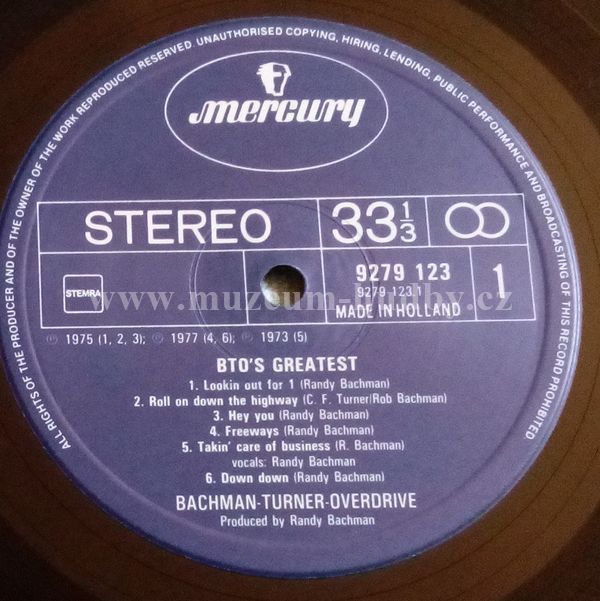 ALL RIGHTS OF THE PRODUCER AND OF THE OWNER OF THE WORK REPRODUCED RESERVED. UNAUTHORISED COPYING, HIRING, LENDING, PUBLIC PERFORMANCE AND BROADCASTING OF THIS RECORD PROHIBITED
mercury
STEREO 33 1/3
STEMRA
9279 123
9279 123.1
MADE IN HOLLAND
1
www.muzeum-hudby.cz
℗ 1975 (1, 2, 3); ℗ 1977 (4, 6); ℗ 1973 (5)
BTO'S GREATEST
1. Lookin out for 1 (Randy Bachman)
2. Roll on down the highway (C. F. Turner/Rob Bachman)
3. Hey you (Randy Bachman)
4. Freeways (Randy Bachman)
5. Takin' care of business (R. Bachman)
vocals: Randy Bachman
6. Down down (Randy Bachman)
BACHMAN-TURNER-OVERDRIVE
Produced by Randy Bachman